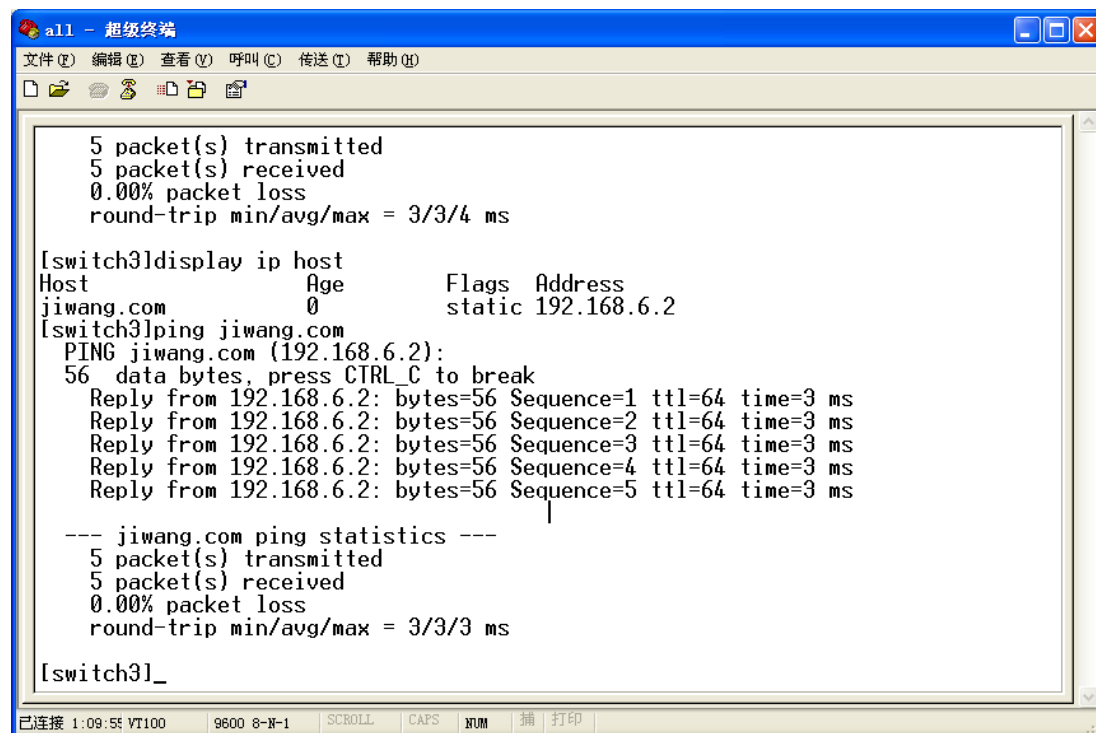 all - 超级终端
文件(F) 编辑(E) 查看(V) 呼叫(C) 传送(T) 帮助(H)
5 packet(s) transmitted
5 packet(s) received
0.00% packet loss
round-trip min/avg/max = 3/3/4 ms
[switch3]display ip host
Host Age Flags Address
jiwang.com 0 static 192.168.6.2
[switch3]ping jiwang.com
PING jiwang.com (192.168.6.2):
56 data bytes, press CTRL_C to break
Reply from 192.168.6.2: bytes=56 Sequence=1 ttl=64 time=3 ms
Reply from 192.168.6.2: bytes=56 Sequence=2 ttl=64 time=3 ms
Reply from 192.168.6.2: bytes=56 Sequence=3 ttl=64 time=3 ms
Reply from 192.168.6.2: bytes=56 Sequence=4 ttl=64 time=3 ms
Reply from 192.168.6.2: bytes=56 Sequence=5 ttl=64 time=3 ms
--- jiwang.com ping statistics ---
5 packet(s) transmitted
5 packet(s) received
0.00% packet loss
round-trip min/avg/max = 3/3/3 ms
[switch3]_
已连接 1:09:55 VT100 9600 8-N-1 SCROLL CAPS NUM 捕 打印